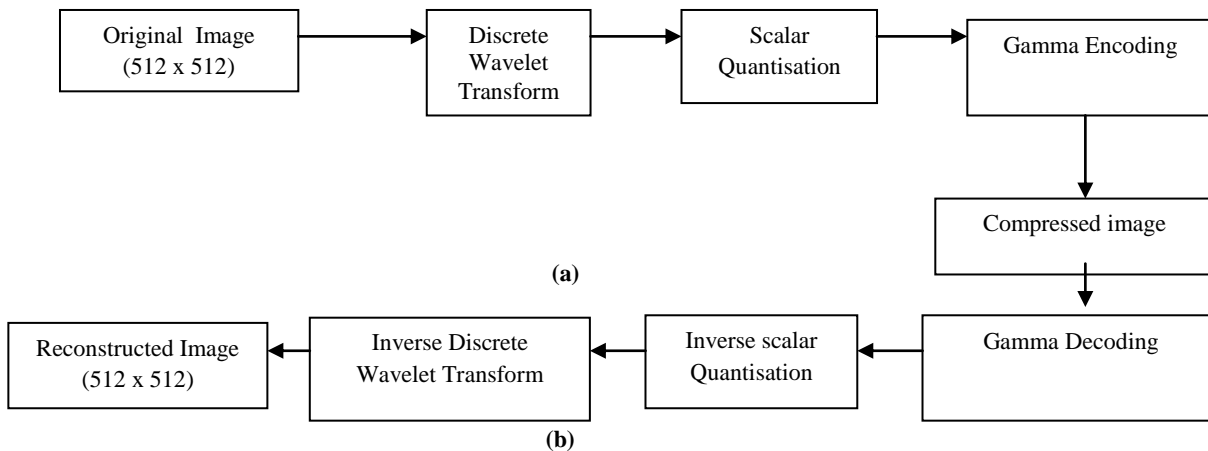 Original Image
(512 x 512)
Discrete
Wavelet
Transform
Scalar
Quantisation
Gamma Encoding
Compressed image
(a)
Reconstructed Image
(512 x 512)
Inverse Discrete
Wavelet Transform
Inverse scalar
Quantisation
Gamma Decoding
(b)